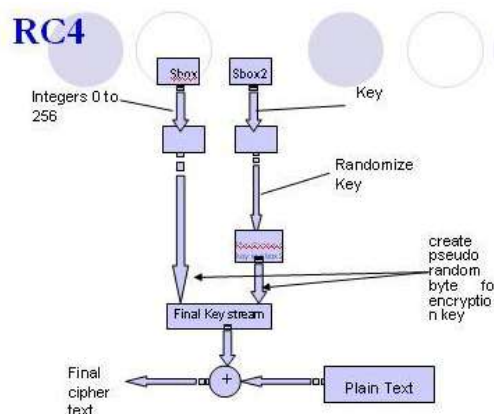 RC4
Sbox
Sbox2
Integers 0 to
256
Key
Randomize
Key
create
pseudo
random
byte fo
encryptio
n key
Final Key stream
+
Final
cipher
text
Plain Text